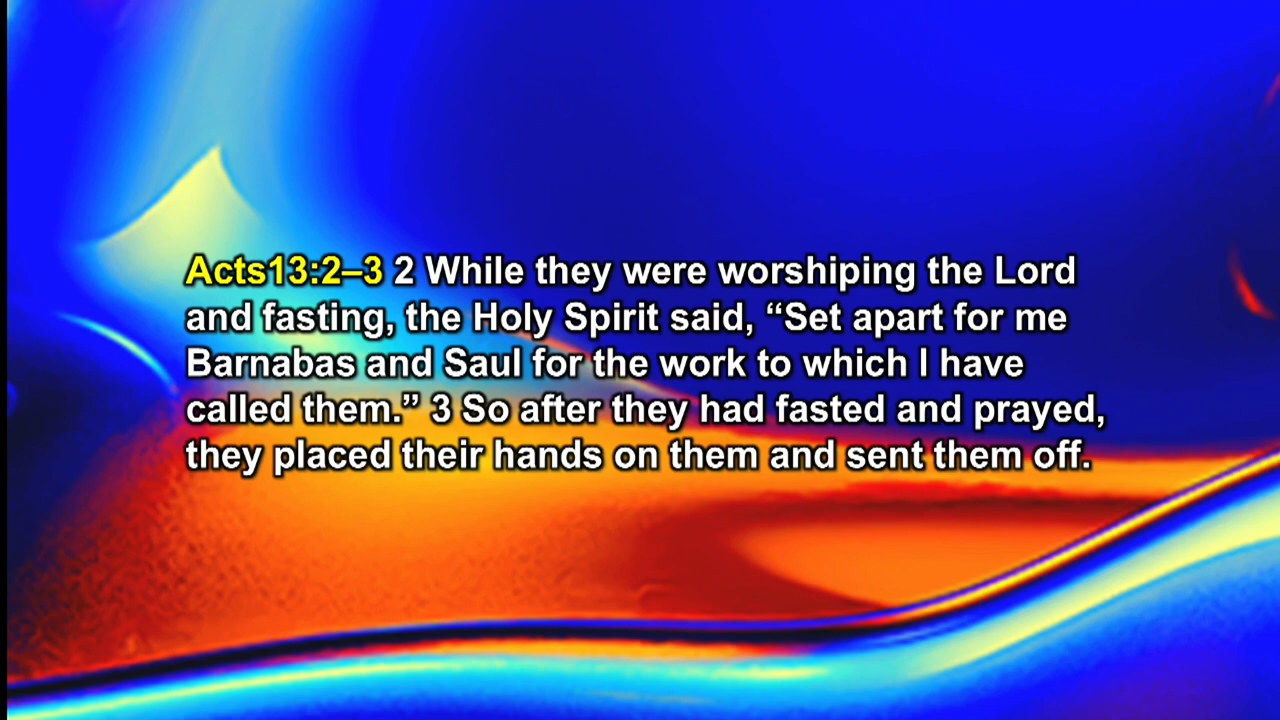 Acts13:2–3 2 While they were worshiping the Lord
and fasting, the Holy Spirit said, “Set apart for me
Barnabas and Saul for the work to which I have
called them.” 3 So after they had fasted and prayed,
they placed their hands on them and sent them off.